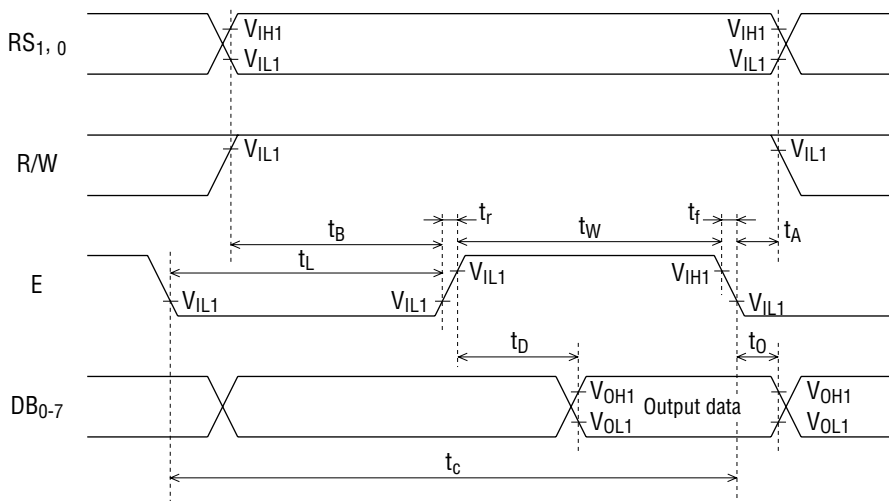 RS1, 0
VIH1
VIL1
VIH1
VIL1
R/W
VIL1
VIL1
tr
tf
tB
tW
tA
tL
E
VIL1
VIL1
VIL1
VIH1
VIL1
tD
tO
DB0-7
VOH1
VOL1
Output data
VOH1
VOL1
tc